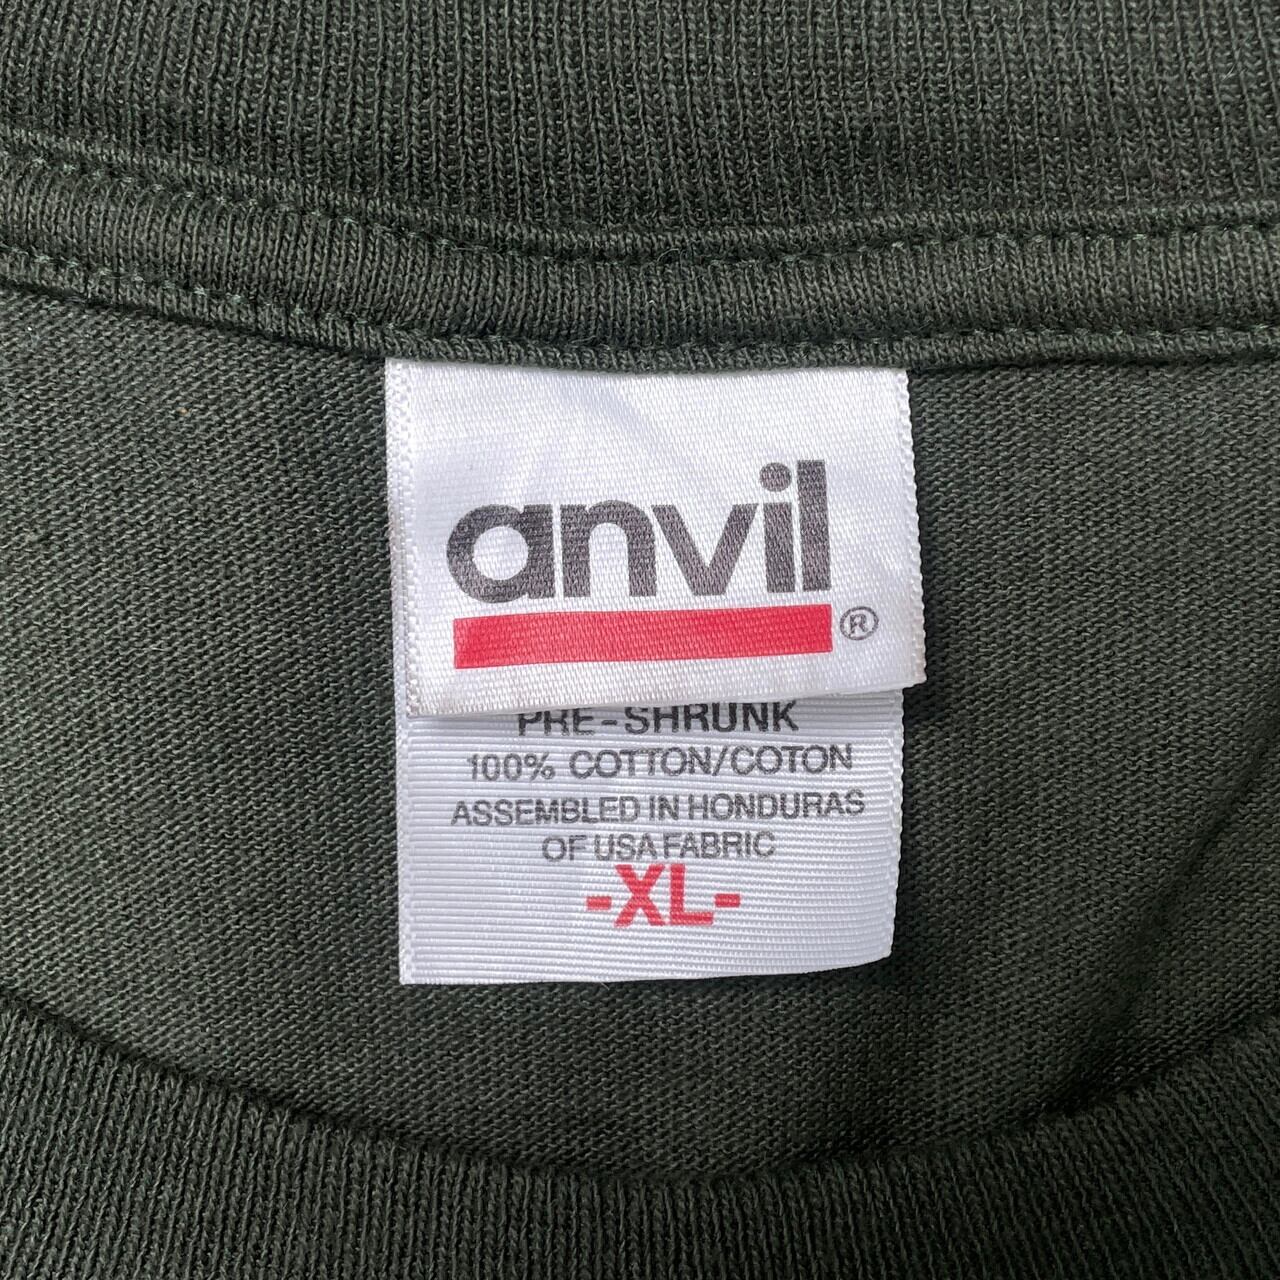 anvil®
PRE-SHRUNK
100% COTTON/COTON
ASSEMBLED IN HONDURAS
OF USA FABRIC
-XL-